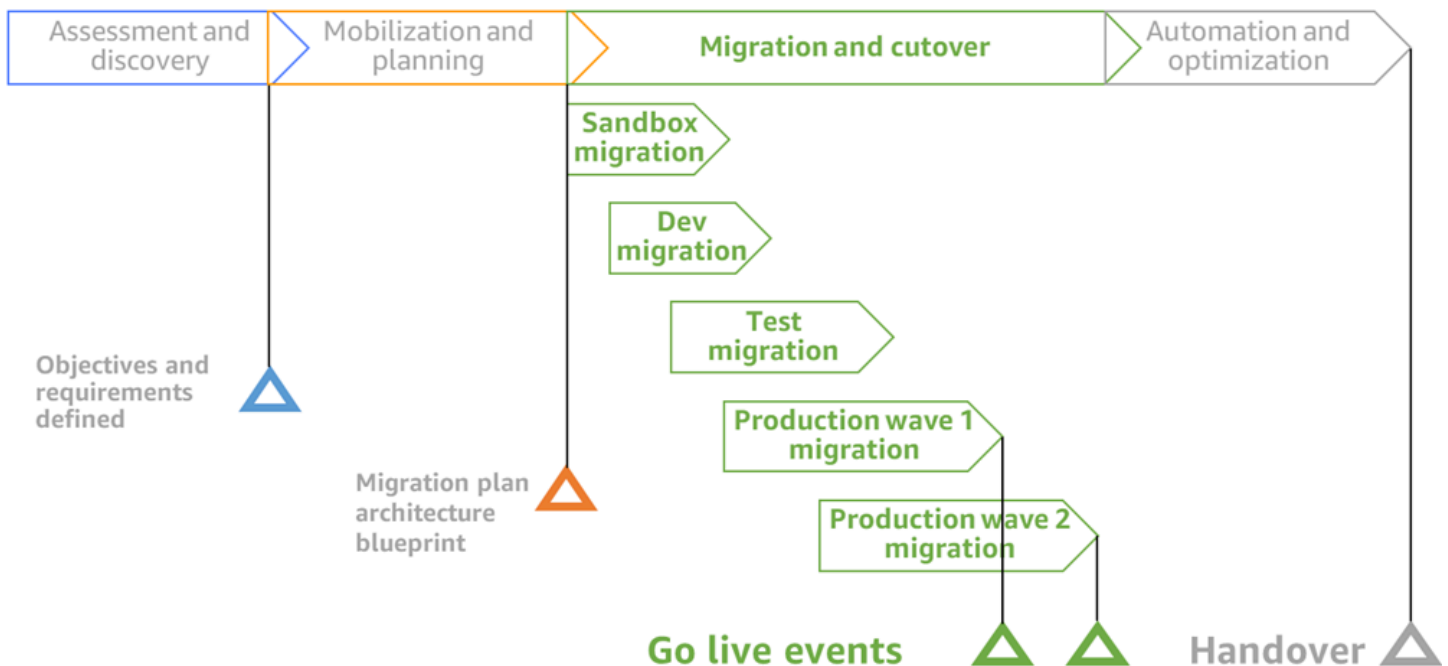 Assessment and
discovery
Mobilization and
planning
Migration and cutover
Automation and
optimization
Sandbox
migration
Dev
migration
Test
migration
Objectives and
requirements
defined
Production wave 1
migration
Migration plan
architecture
blueprint
Production wave 2
migration
Go live events
Handover